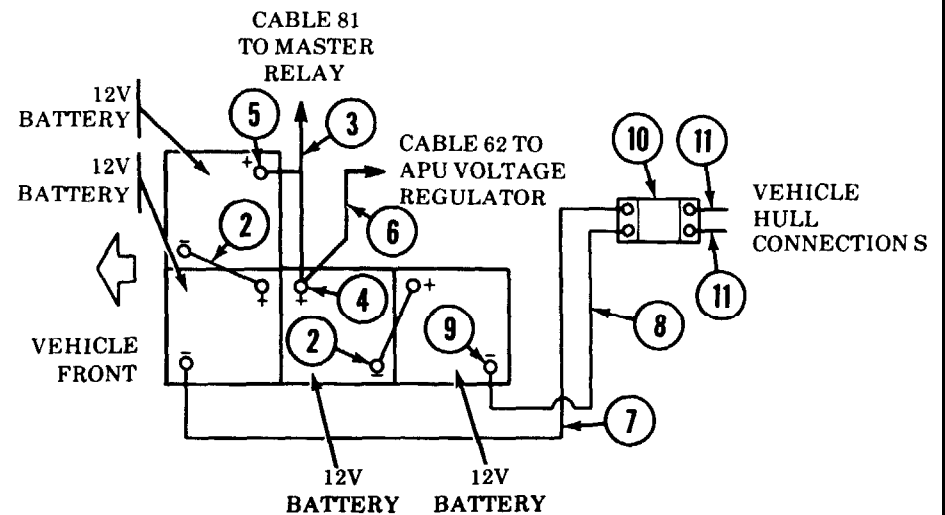 CABLE 81
TO MASTER
RELAY
12V
BATTERY
5
3
10
11
12V
BATTERY
+
CABLE 62 TO
APU VOLTAGE
REGULATOR
VEHICLE
HULL
CONNECTION S
2
6
-
+
+
4
+
11
8
VEHICLE
FRONT
-
2
-
9
-
7
12V
BATTERY
12V
BATTERY